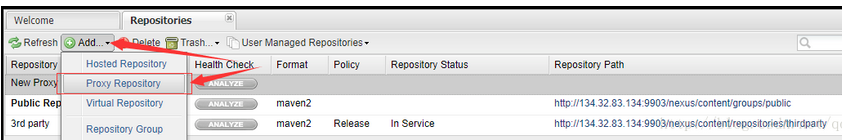 Welcome
Repositories
Refresh Add... Delete Trash... User Managed Repositories
Repository Health Check Format Policy Repository Status Repository Path
Hosted Repository
New Proxy ANALYZE
Proxy Repository
Public Rep ANALYZE maven2 http://134.32.83.134:9903/nexus/content/groups/public
Virtual Repository
3rd party ANALYZE maven2 Release In Service http://134.32.83.134:9903/nexus/content/repositories/thirdparty
Repository Group